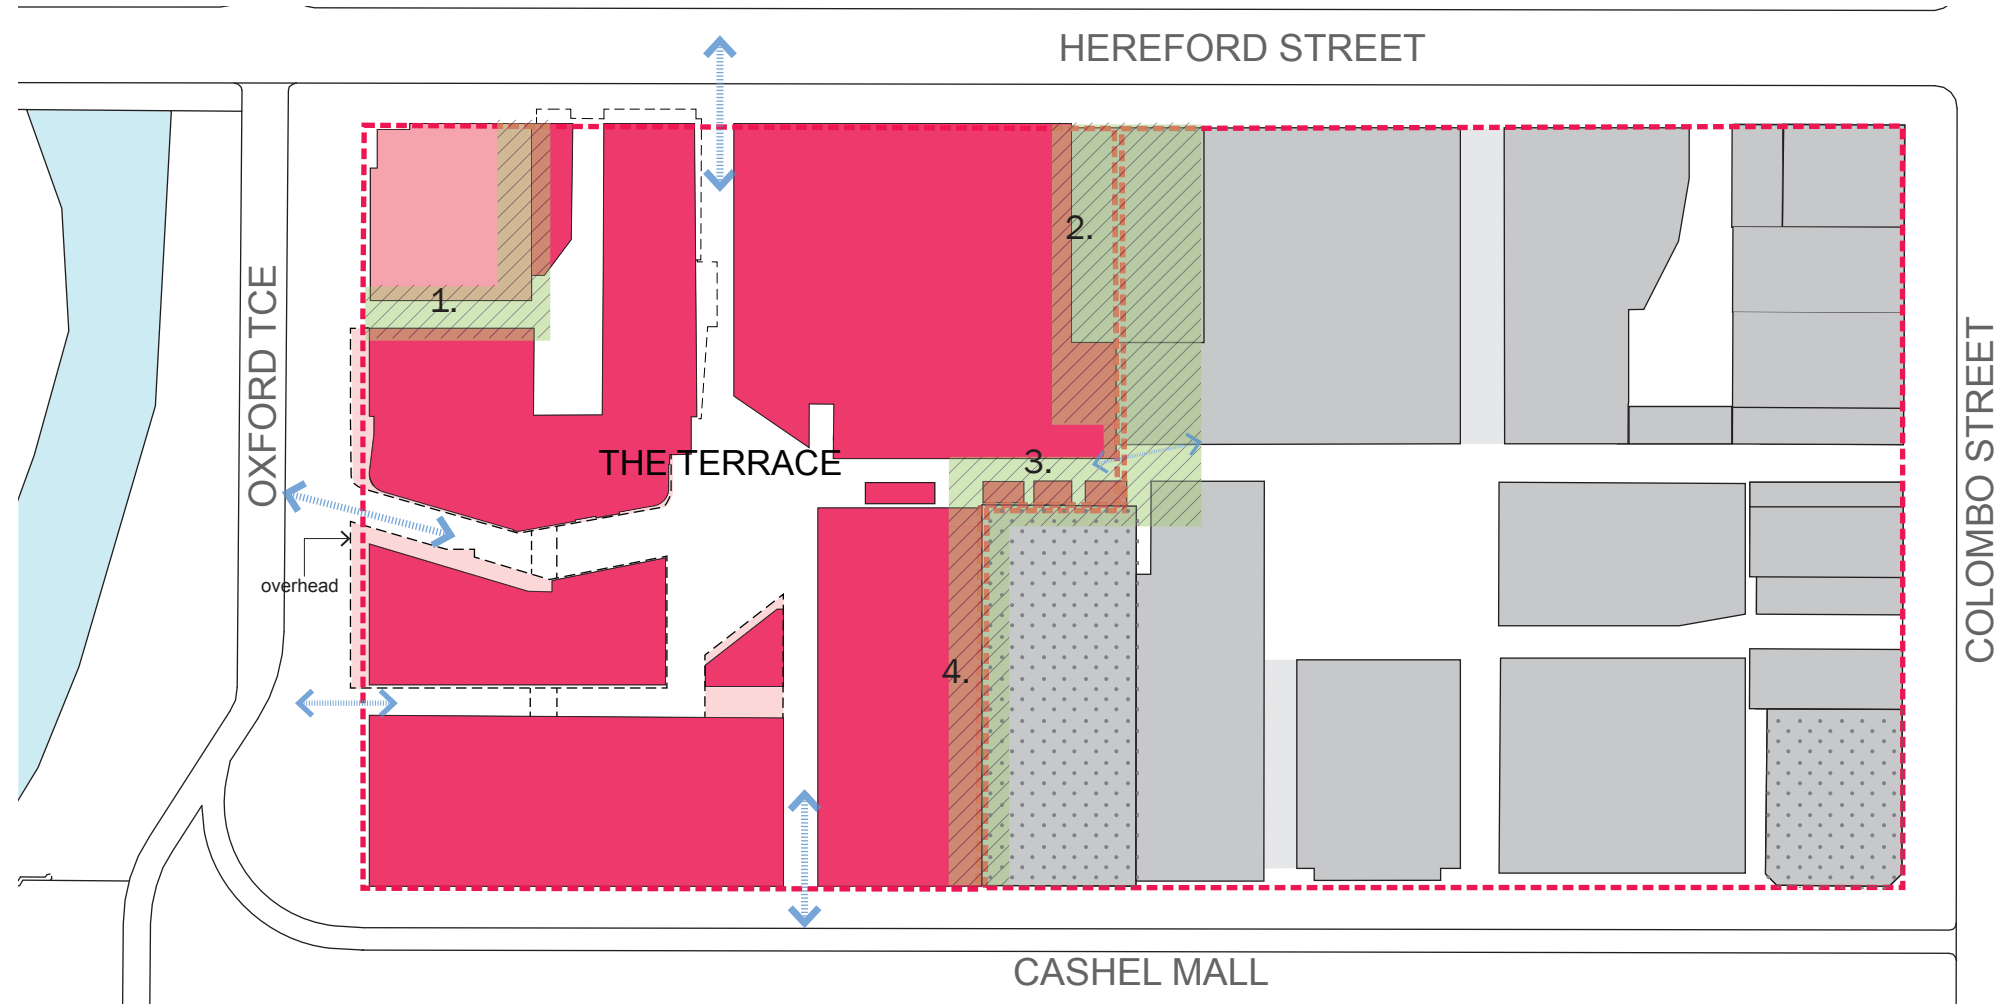 HEREFORD STREET
OXFORD TCE
COLOMBO STREET
1.
2.
THE TERRACE
3.
overhead
4.
CASHEL MALL